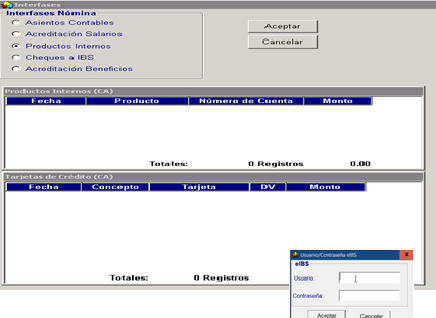 Interfases
Interfases Nómina
Asientos Contables
Acreditación Salarios
Productos Internos
Cheques a IBS
Acreditación Beneficiios
Aceptar
Cancelar
Productos Internos (CA)
Fecha Producto Número de Cuenta Monto
Totales: 0 Registros 0.00
Tarjetas de Crédito (CA)
Fecha Concepto Tarjeta DV Monto
Totales: 0 Registros
Usuario/Contraseña eIBS
eIBS
Usuario:
Contraseña:
Aceptar Cancelar